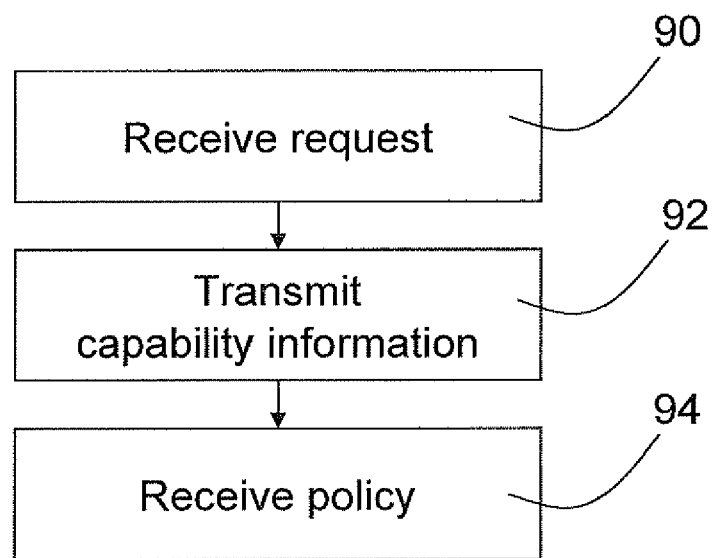 90
Receive request
92
Transmit
capability information
94
Receive policy